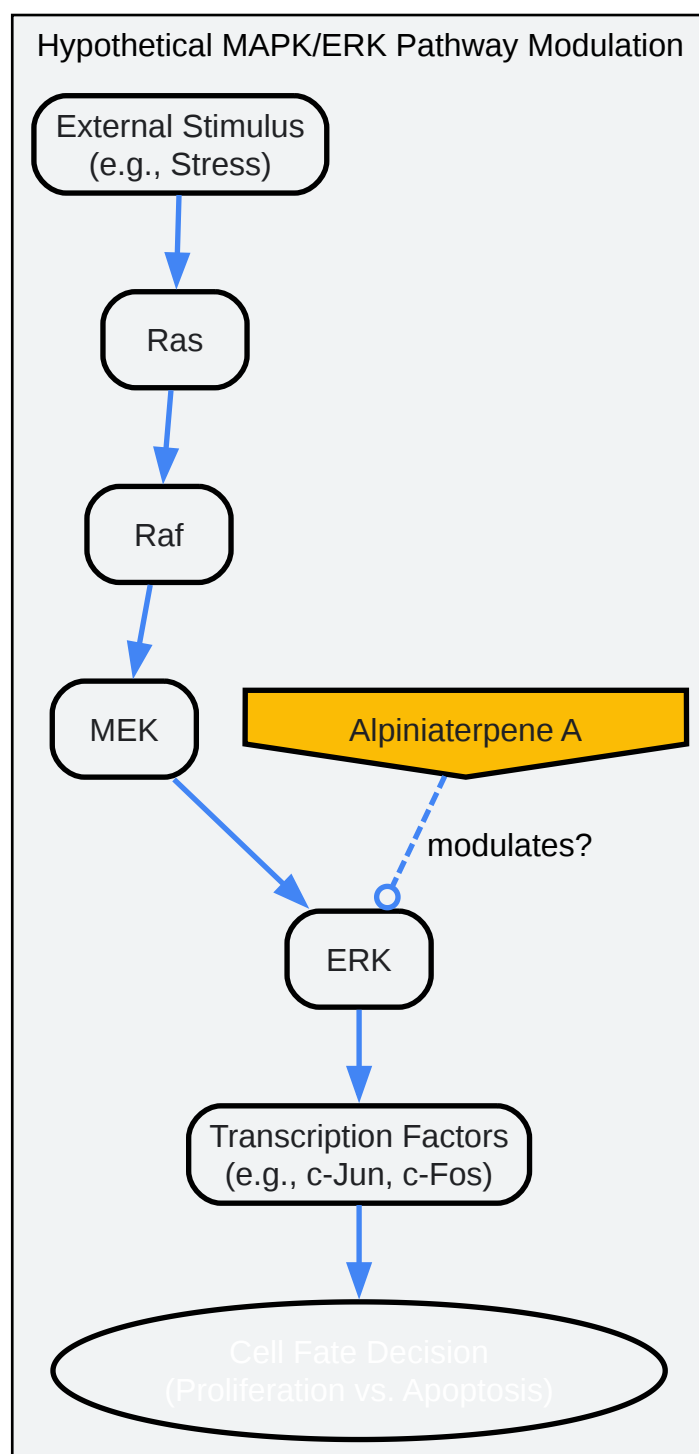 Hypothetical MAPK/ERK Pathway Modulation
External Stimulus
(e.g., Stress)
Ras
Raf
MEK
Alpiniaterpene A
modulates?
ERK
Transcription Factors
(e.g., c-Jun, c-Fos)
Cell Fate Decision
(Proliferation vs. Apoptosis)